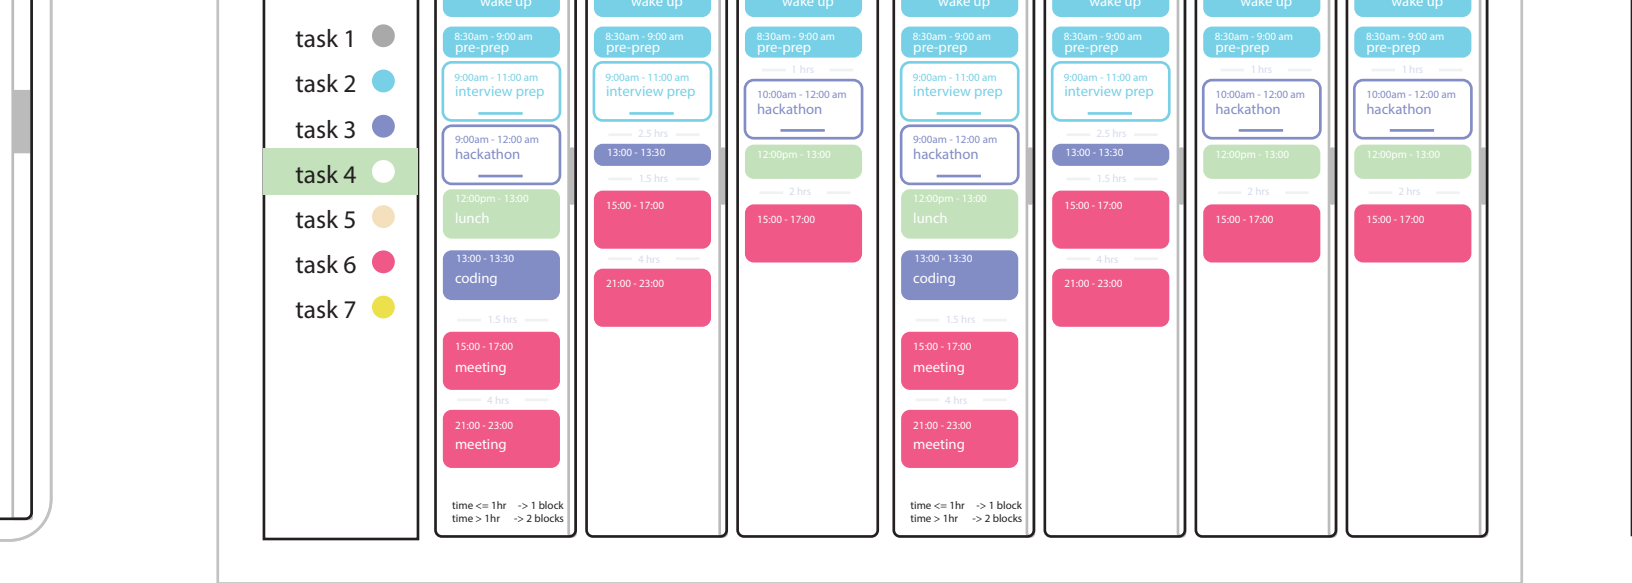 task 1
task 2
task 3
task 4
task 5
task 6
task 7
wake up
8:30am - 9:00 am
pre-prep
9:00am - 11:00 am
interview prep
9:00am - 12:00 am
hackathon
12:00pm - 13:00
lunch
13:00 - 13:30
coding
1.5 hrs
15:00 - 17:00
meeting
4 hrs
21:00 - 23:00
meeting
time <= 1hr -> 1 block
time > 1hr -> 2 blocks
wake up
8:30am - 9:00 am
pre-prep
9:00am - 11:00 am
interview prep
2.5 hrs
13:00 - 13:30
1.5 hrs
15:00 - 17:00
4 hrs
21:00 - 23:00
wake up
8:30am - 9:00 am
pre-prep
1 hrs
10:00am - 12:00 am
hackathon
12:00pm - 13:00
2 hrs
15:00 - 17:00
wake up
8:30am - 9:00 am
pre-prep
9:00am - 11:00 am
interview prep
9:00am - 12:00 am
hackathon
12:00pm - 13:00
lunch
13:00 - 13:30
coding
1.5 hrs
15:00 - 17:00
meeting
4 hrs
21:00 - 23:00
meeting
time <= 1hr -> 1 block
time > 1hr -> 2 blocks
wake up
8:30am - 9:00 am
pre-prep
9:00am - 11:00 am
interview prep
2.5 hrs
13:00 - 13:30
1.5 hrs
15:00 - 17:00
4 hrs
21:00 - 23:00
wake up
8:30am - 9:00 am
pre-prep
1 hrs
10:00am - 12:00 am
hackathon
12:00pm - 13:00
2 hrs
15:00 - 17:00
wake up
8:30am - 9:00 am
pre-prep
1 hrs
10:00am - 12:00 am
hackathon
12:00pm - 13:00
2 hrs
15:00 - 17:00